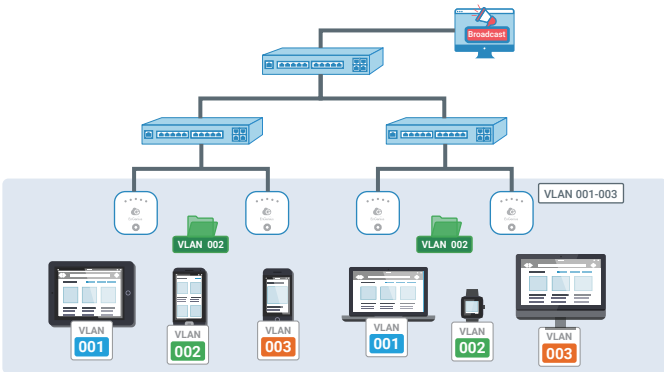 Broadcast
VLAN 001-003
VLAN 002
VLAN 002
VLAN
001
VLAN
002
VLAN
003
VLAN
001
VLAN
002
VLAN
003